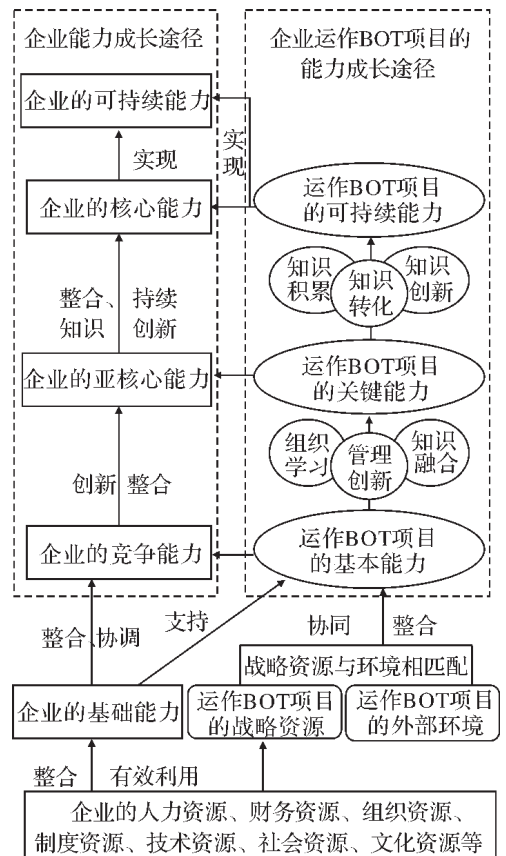 企业能力成长途径
企业运作BOT项目的
能力成长途径
企业的可持续能力
实现
实
现
企业的核心能力
运作BOT项目
的可持续能力
知识
积累
知识
转化
知识
创新
整合、持续
知识 创新
企业的亚核心能力
运作BOT项目
的关键能力
组织
学习
管理
创新
知识
融合
创新 整合
企业的竞争能力
运作BOT项目
的基本能力
整合、协调
支持
协同 整合
战略资源与环境相匹配
企业的基础能力
运作BOT项目
的战略资源
运作BOT项目
的外部环境
整合 有效利用
企业的人力资源、财务资源、组织资源、
制度资源、技术资源、社会资源、文化资源等